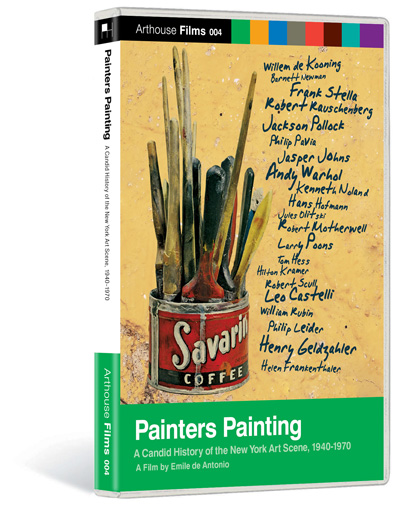 Arthouse Films 004
Painters Painting
A Candid History of the New York Art Scene, 1940-1970
Arthouse Films
004
Willem de Kooning
Barnett Newman
Frank Stella
Robert Rauschenberg
Jackson Pollock
Philip Pavia
Jasper Johns
Andy Warhol
Kenneth Noland
Hans Hofmann
Jules Olitski
Robert Motherwell
Larry Poons
Tom Hess
Hilton Kramer
Robert Scull
Leo Castelli
William Rubin
Philip Leider
Henry Geldzahler
Helen Frankenthaler
Savarin
COFFEE
Painters Painting
A Candid History of the New York Art Scene, 1940-1970
A Film by Emile de Antonio